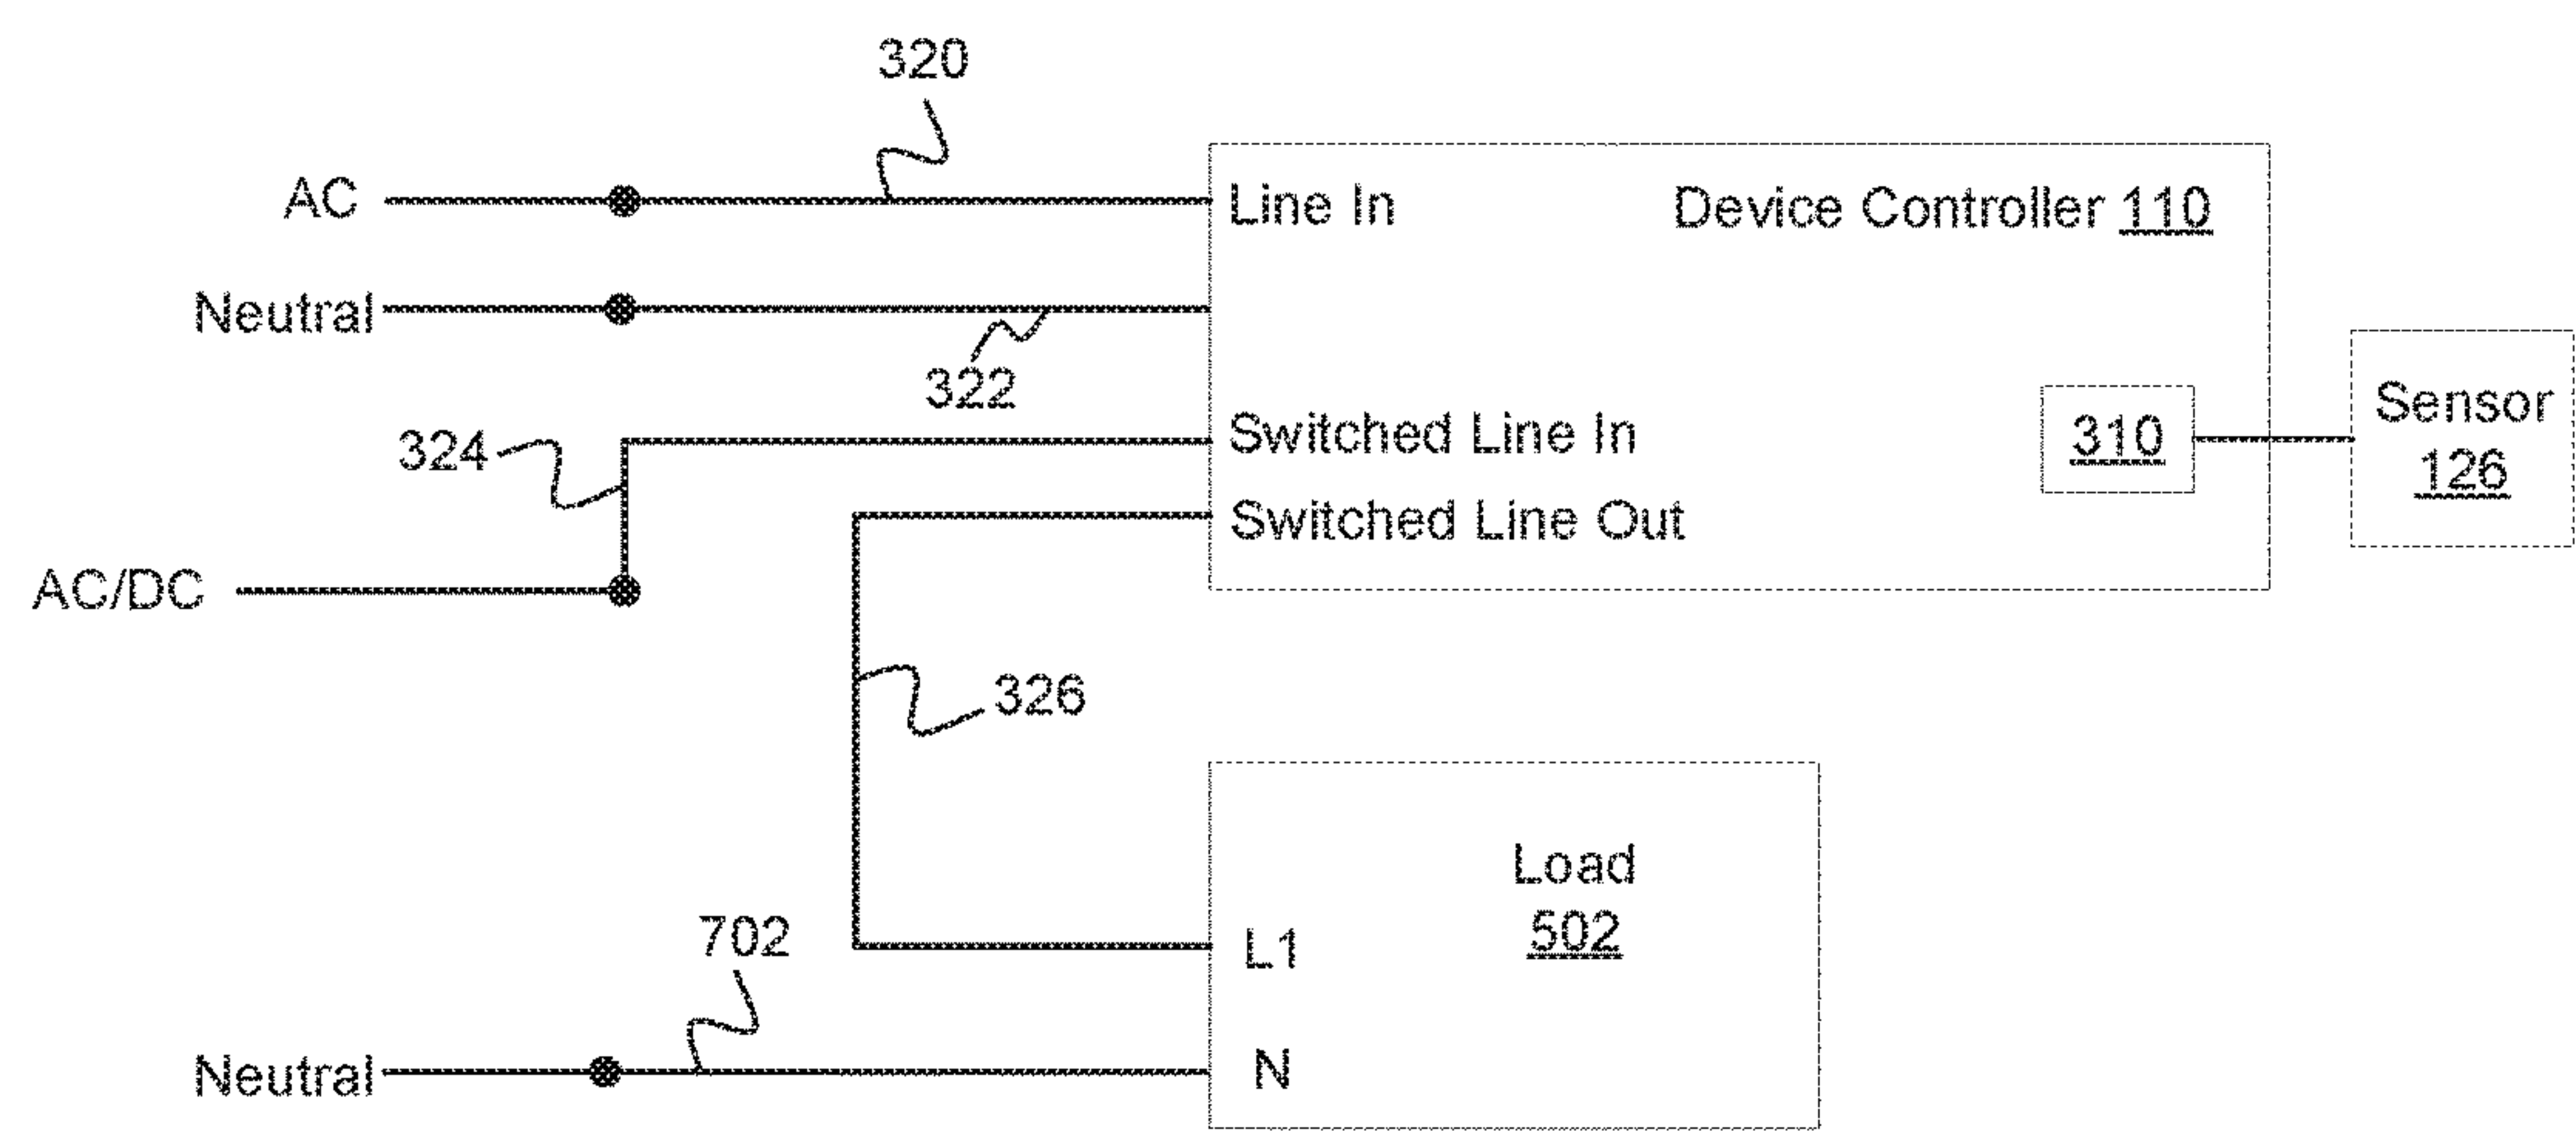 320
AC
Line In
Device Controller 110
Neutral
322
324
Switched Line In
310
Sensor
126
Switched Line Out
AC/DC
326
Load
502
702
L1
Neutral
N